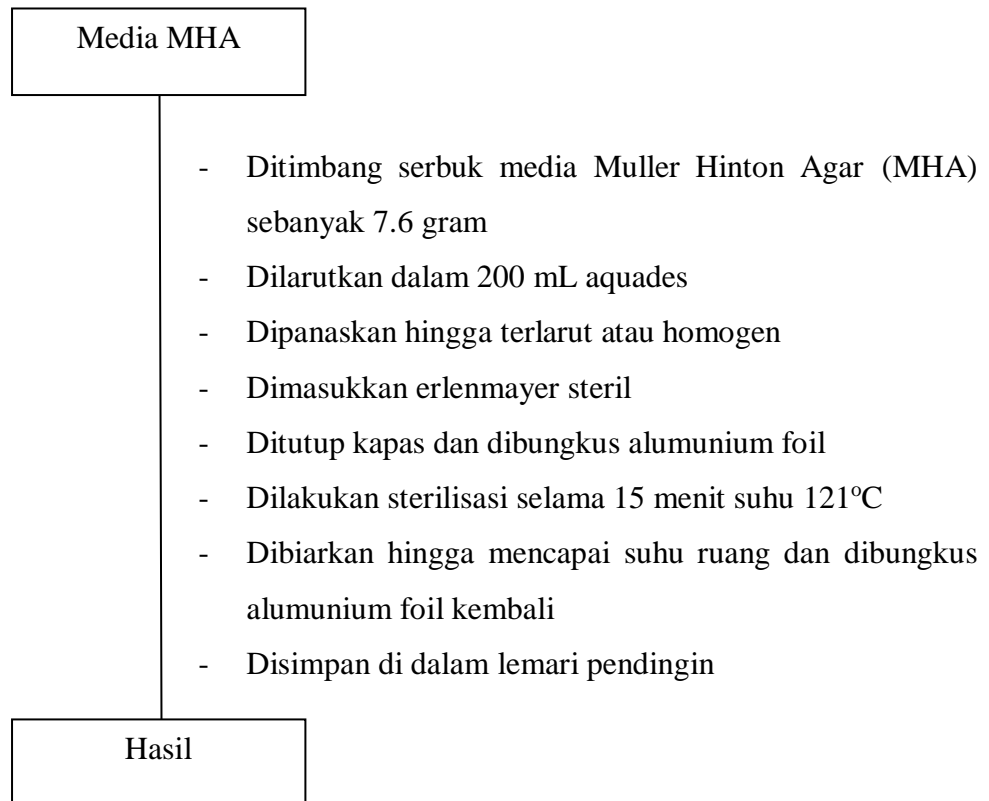 Media MHA
- Ditimbang serbuk media Muller Hinton Agar (MHA)
sebanyak 7.6 gram
- Dilarutkan dalam 200 mL aquades
- Dipanaskan hingga terlarut atau homogen
- Dimasukkan erlenmayer steril
- Ditutup kapas dan dibungkus alumunium foil
- Dilakukan sterilisasi selama 15 menit suhu 121ºC
- Dibiarkan hingga mencapai suhu ruang dan dibungkus
alumunium foil kembali
- Disimpan di dalam lemari pendingin
Hasil